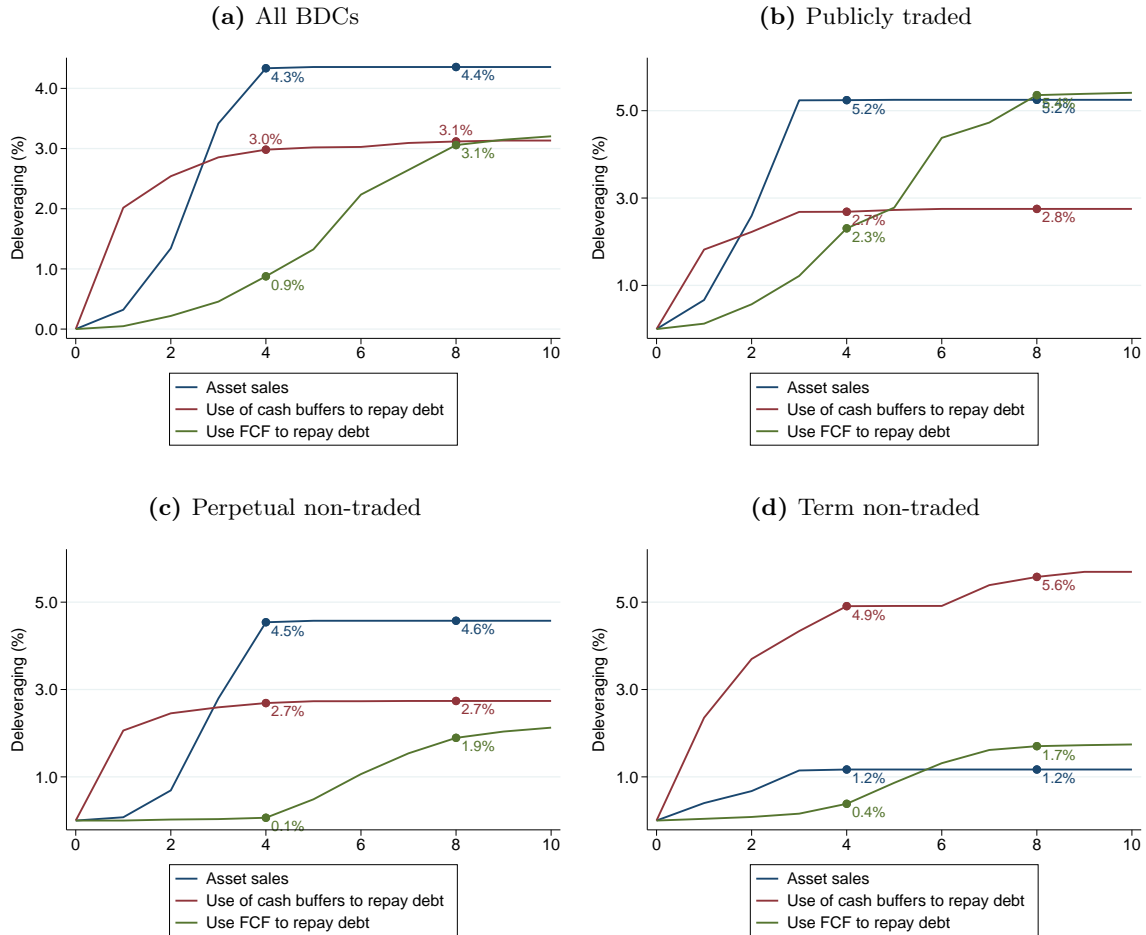 (a) All BDCs
Deleveraging (%)
4.0
3.0
2.0
1.0
0.0
4.3%
4.4%
3.0%
3.1%
3.1%
0.9%
0 2 4 6 8 10
Asset sales
Use of cash buffers to repay debt
Use FCF to repay debt
(b) Publicly traded
Deleveraging (%)
5.0
3.0
1.0
5.4%
5.2%
5.2%
2.7%
2.8%
2.3%
0 2 4 6 8 10
Asset sales
Use of cash buffers to repay debt
Use FCF to repay debt
(c) Perpetual non-traded
Deleveraging (%)
5.0
3.0
1.0
4.5%
4.6%
2.7%
2.7%
1.9%
0.1%
0 2 4 6 8 10
Asset sales
Use of cash buffers to repay debt
Use FCF to repay debt
(d) Term non-traded
Deleveraging (%)
5.0
3.0
1.0
5.6%
4.9%
1.7%
1.2%
1.2%
0.4%
0 2 4 6 8 10
Asset sales
Use of cash buffers to repay debt
Use FCF to repay debt